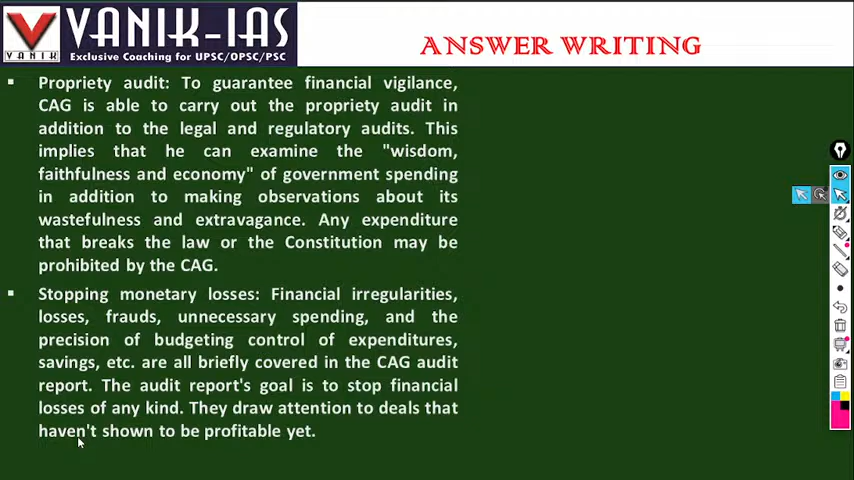 VANIK-IAS
VANIK
Exclusive Coaching for UPSC/OPSC/PSC
ANSWER WRITING
▪ Propriety audit: To guarantee financial vigilance,
CAG is able to carry out the propriety audit in
addition to the legal and regulatory audits. This
implies that he can examine the "wisdom,
faithfulness and economy" of government spending
in addition to making observations about its
wastefulness and extravagance. Any expenditure
that breaks the law or the Constitution may be
prohibited by the CAG.
▪ Stopping monetary losses: Financial irregularities,
losses, frauds, unnecessary spending, and the
precision of budgeting control of expenditures,
savings, etc. are all briefly covered in the CAG audit
report. The audit report's goal is to stop financial
losses of any kind. They draw attention to deals that
haven't shown to be profitable yet.